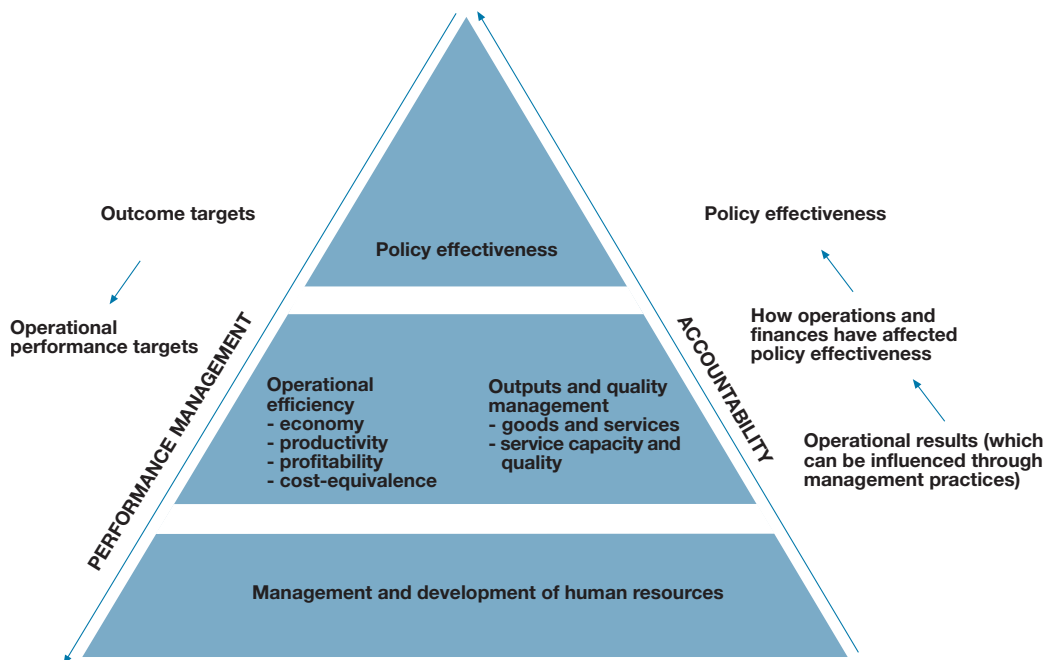 Outcome targets
Policy effectiveness
Policy effectiveness
Operational
performance targets
How operations and
finances have affected
policy effectiveness
PERFORMANCE MANAGEMENT
ACCOUNTABILITY
Operational
efficiency
- economy
- productivity
- profitability
- cost-equivalence
Outputs and quality
management
- goods and services
- service capacity and
quality
Operational results (which
can be influenced through
management practices)
Management and development of human resources